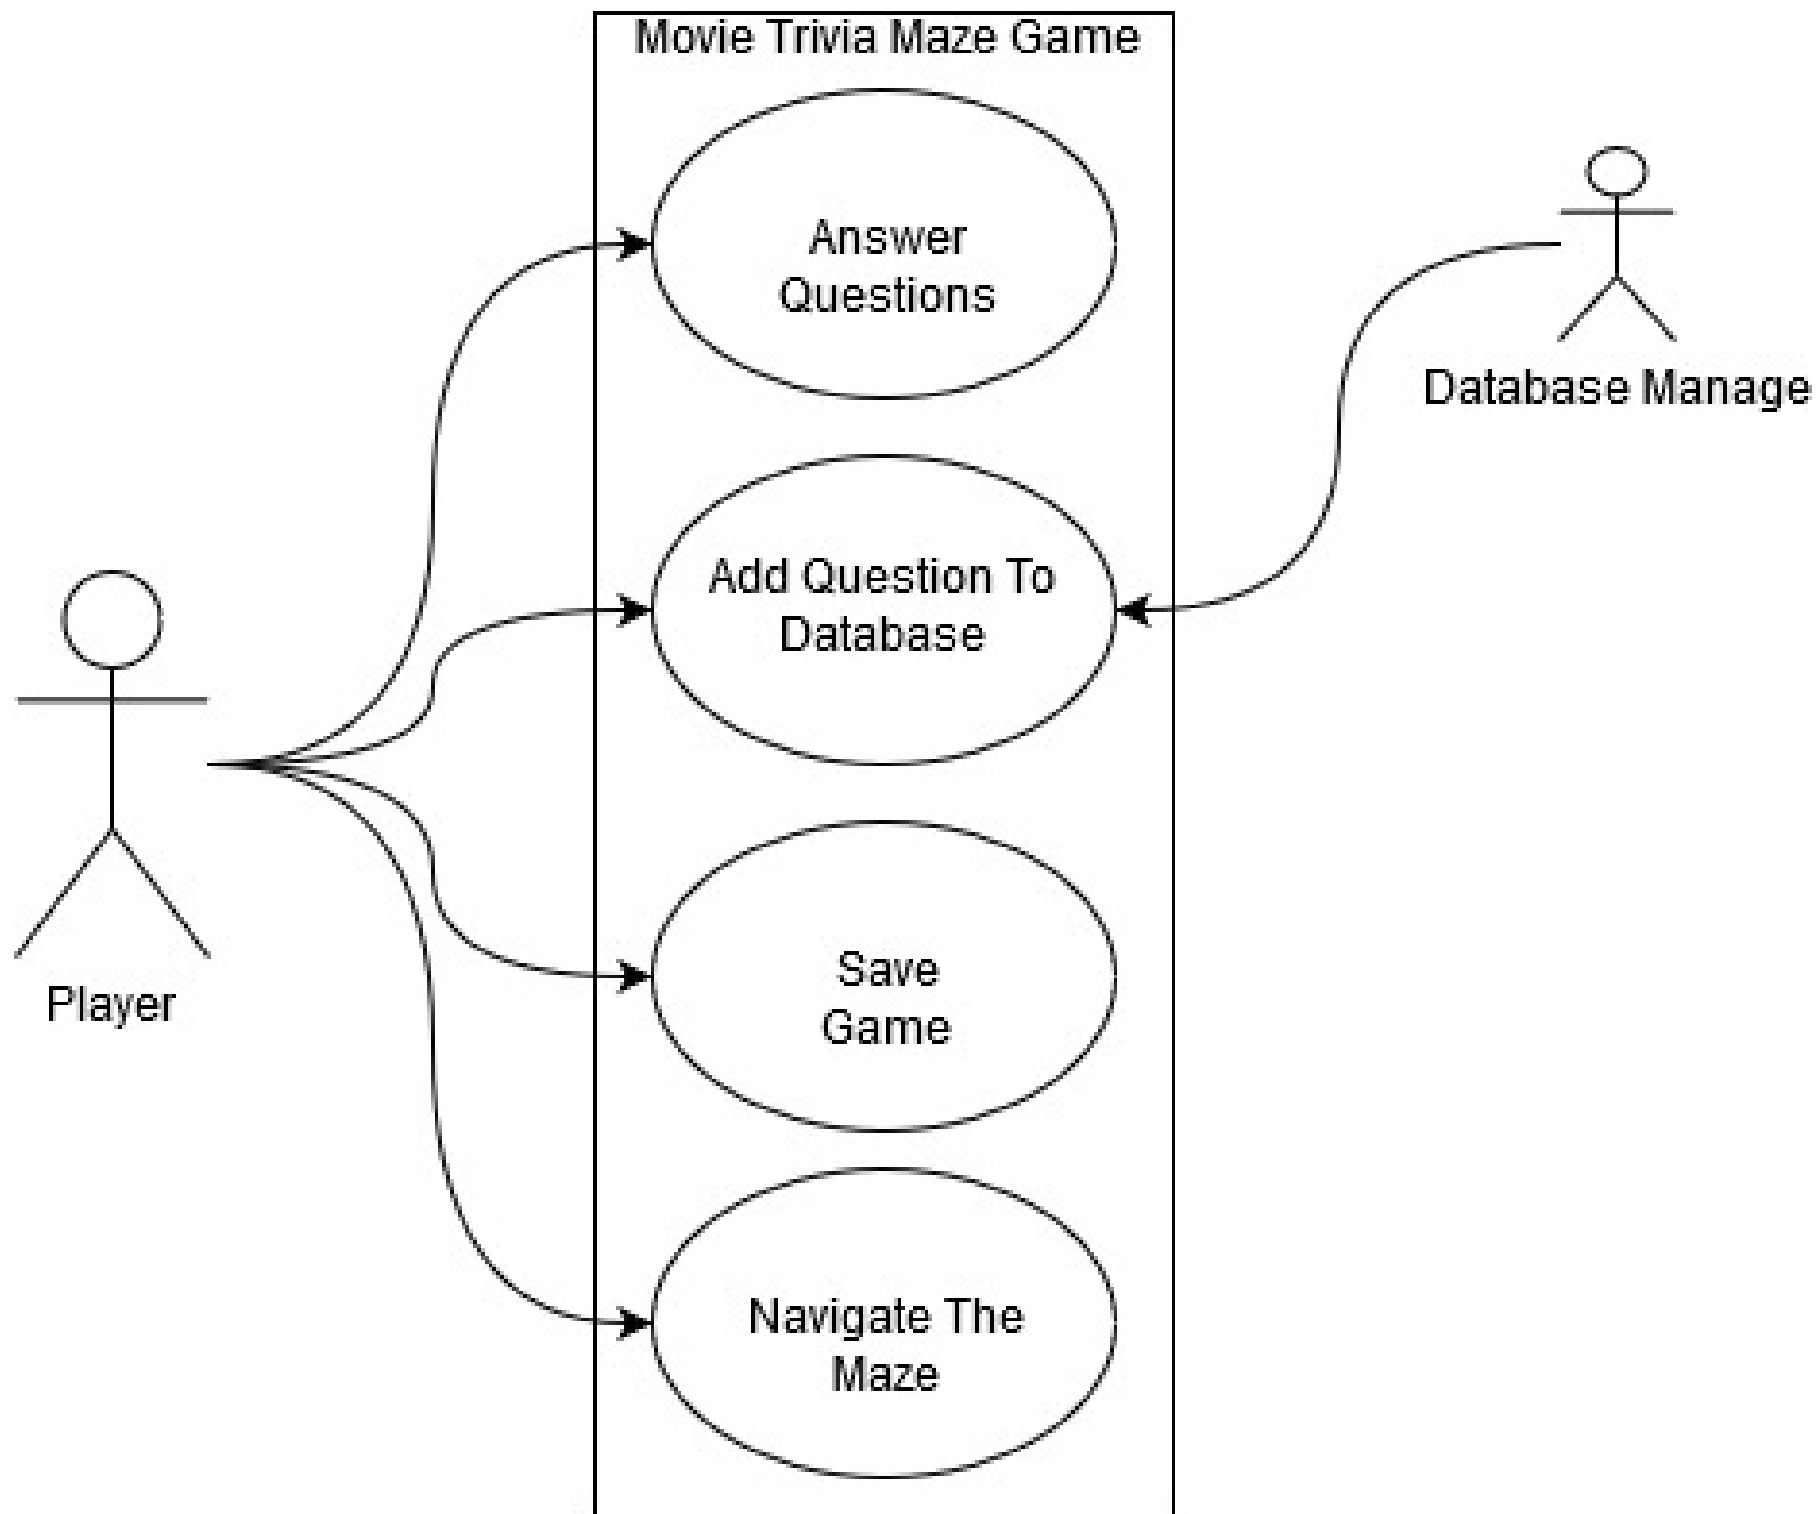 Movie Trivia Maze Game
Answer
Questions
Database Manage
Add Question To
Database
Save
Game
Player
Navigate The
Maze